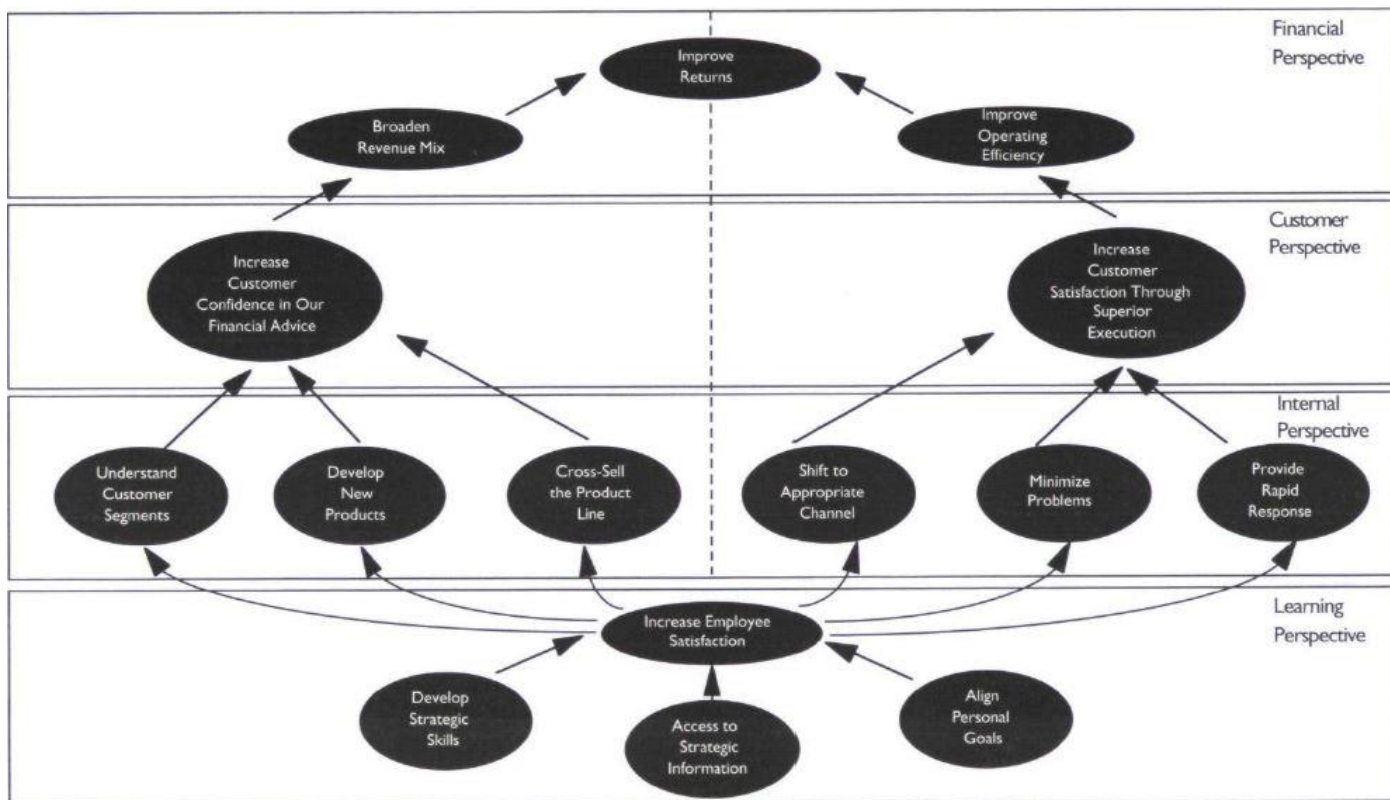 Financial
Perspective
Improve
Returns
Broaden
Revenue Mix
Improve
Operating
Efficiency
Customer
Perspective
Increase
Customer
Confidence in Our
Financial Advice
Increase
Customer
Satisfaction Through
Superior
Execution
Internal
Perspective
Understand
Customer
Segments
Develop
New
Products
Cross-Sell
the Product
Line
Shift to
Appropriate
Channel
Minimize
Problems
Provide
Rapid
Response
Learning
Perspective
Increase Employee
Satisfaction
Develop
Strategic
Skills
Access to
Strategic
Information
Align
Personal
Goals